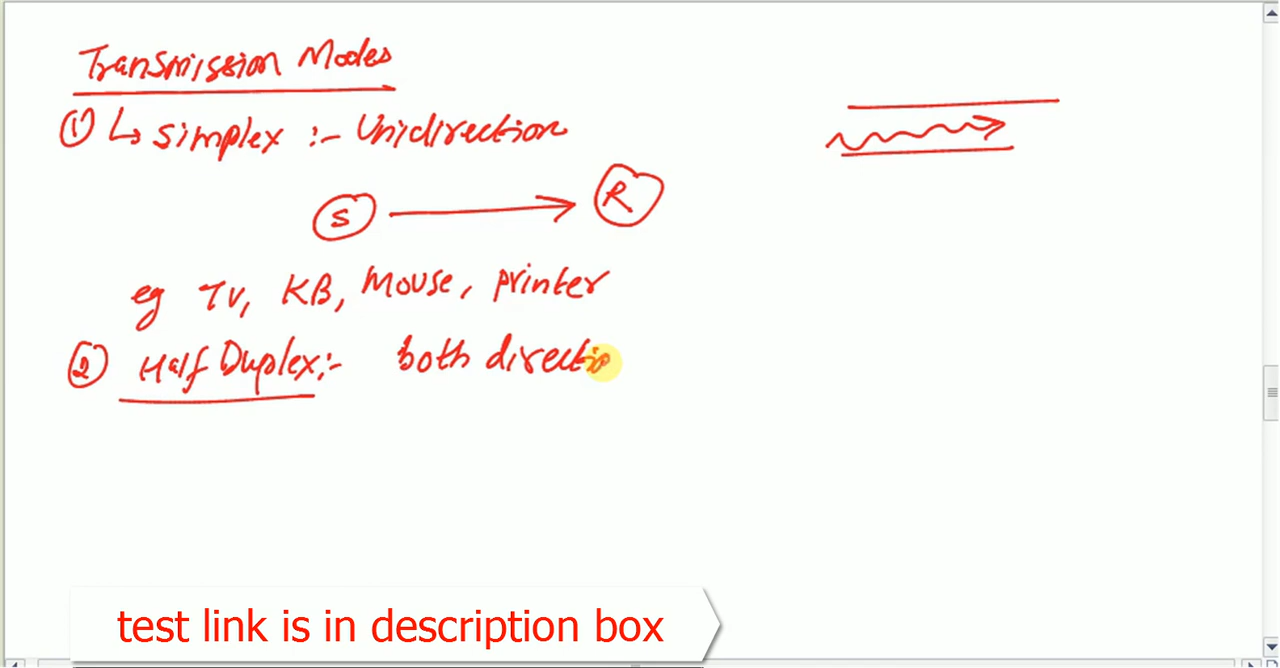 Transmission Modes
① ↳ simplex :- Unidirection
S → R
eg TV, KB, Mouse, printer
② Half Duplex:- both directio
test link is in description box